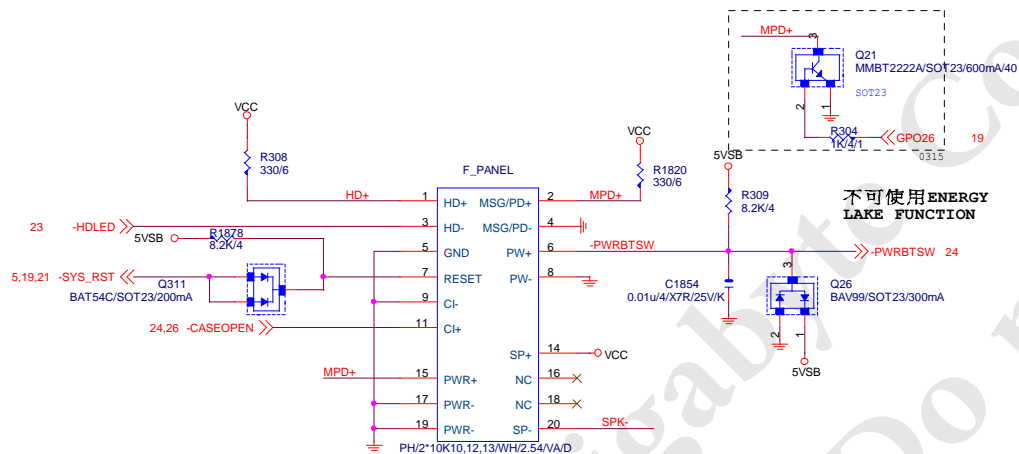 MPD+
3
Q21
MMBT2222A/SOT23/600mA/40
SOT23
2
1
R304
1K/4/1
GPO26
19
0315
VCC
R308
330/6
F_PANEL
VCC
R1820
330/6
5VSB
R309
8.2K/4
不可使用ENERGY
LAKE FUNCTION
HD+
1
HD+
MSG/PD+
2
MPD+
23
-HDLED
3
HD-
MSG/PD-
4
5VSB
R1878
8.2K/4
5
GND
PW+
6
-PWRBTSW
-PWRBTSW
24
5,19,21
-SYS_RST
Q311
BAT54C/SOT23/200mA
7
RESET
PW-
8
9
CI-
C1854
0.01u/4/X7R/25V/K
3
Q26
BAV99/SOT23/300mA
2
1
5VSB
24,26
-CASEOPEN
11
CI+
SP+
14
VCC
MPD+
15
PWR+
NC
16
17
PWR-
NC
18
19
PWR-
SP-
20
SPK-
PH/2*10K10,12,13/WH/2.54/VA/D
Gigabyte Co
Do n